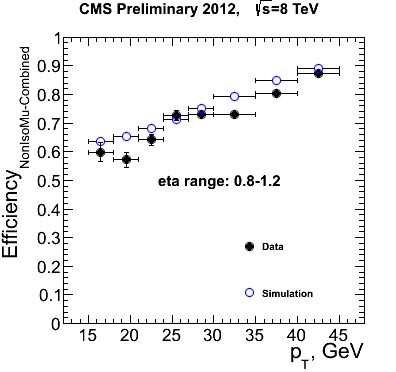 CMS Preliminary 2012, √s=8 TeV
Efficiency NonIsoMu-Combined
1
0.9
0.8
0.7
0.6
0.5
0.4
0.3
0.2
0.1
0
eta range: 0.8-1.2
Data
Simulation
15 20 25 30 35 40 45
pT, GeV